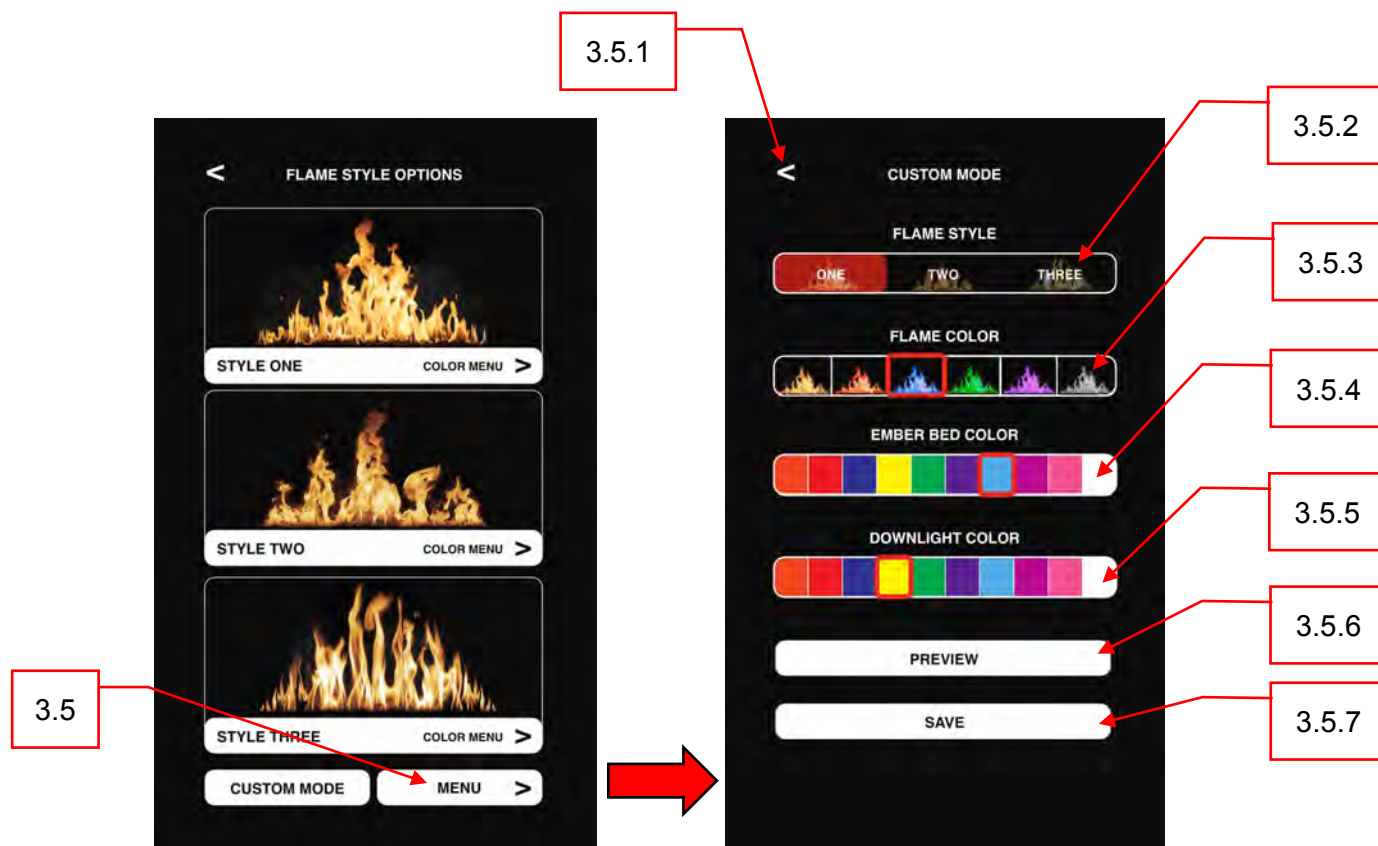 3.5.1
3.5.2
3.5.3
3.5.4
3.5.5
3.5.6
3.5.7
3.5
< FLAME STYLE OPTIONS
STYLE ONE COLOR MENU >
STYLE TWO COLOR MENU >
STYLE THREE COLOR MENU >
CUSTOM MODE MENU >
< CUSTOM MODE
FLAME STYLE
ONE TWO THREE
FLAME COLOR
EMBER BED COLOR
DOWNLIGHT COLOR
PREVIEW
SAVE